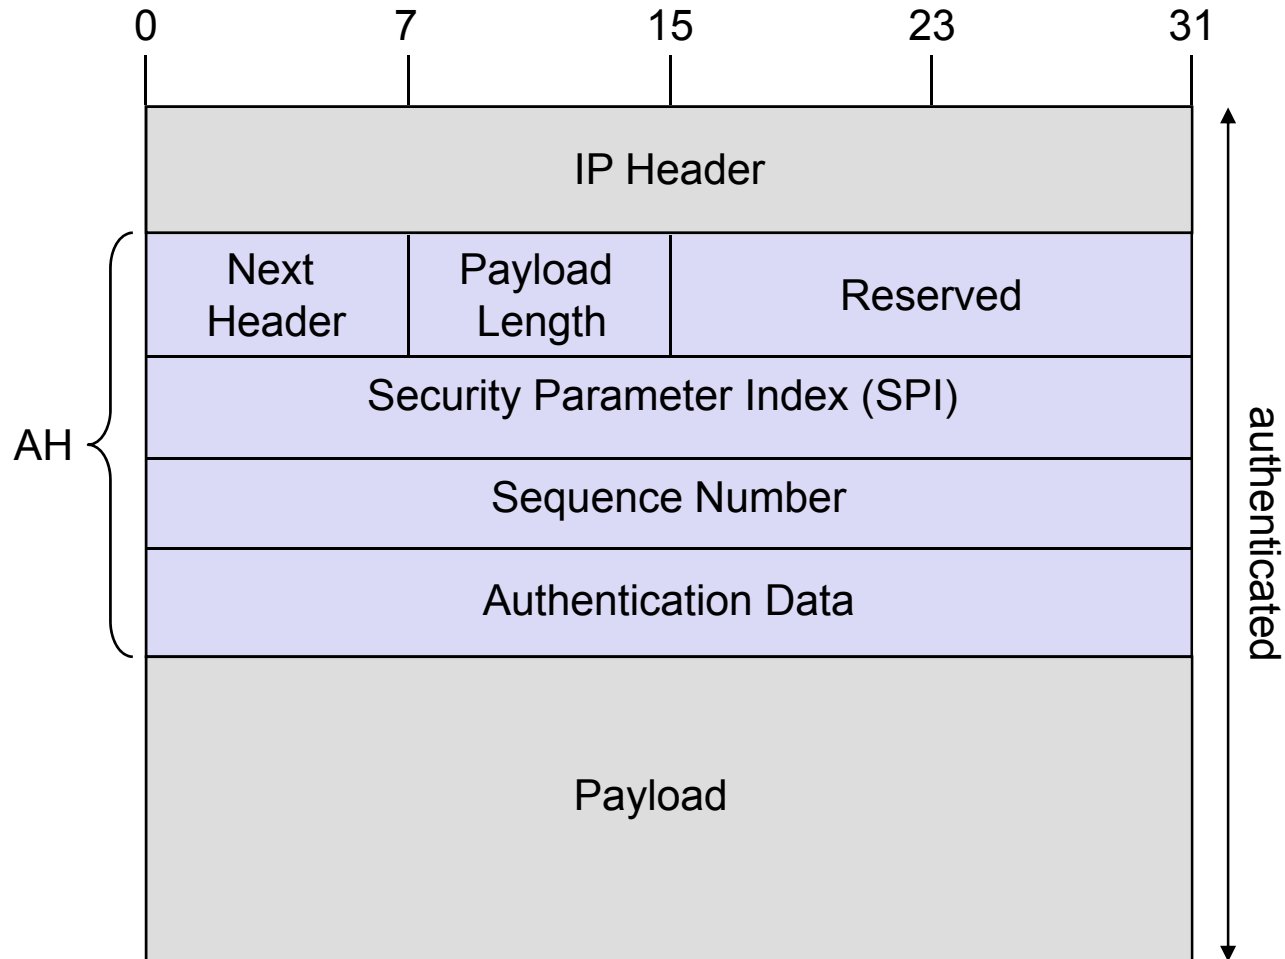 0 7 15 23 31
IP Header
Next
Header
Payload
Length
Reserved
Security Parameter Index (SPI)
AH
Sequence Number
Authentication Data
authenticated
Payload